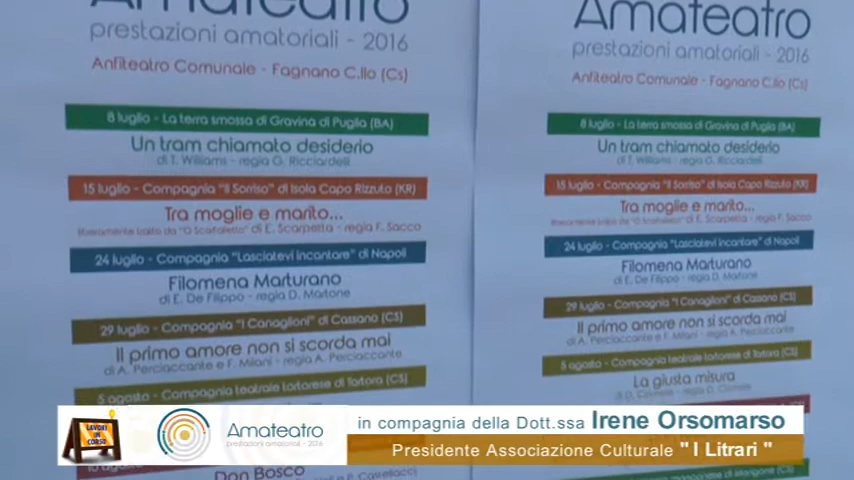 Amateatro
prestazioni amatoriali - 2016
Anfiteatro Comunale - Fagnano C.llo (Cs)
8 luglio - La terra smossa di Gravina di Puglia (BA)
Un tram chiamato desiderio
di T. Williams - regia G. Ricciardelli
15 luglio - Compagnia "Il Sorriso" di Isola Capo Rizzuto (KR)
Tra moglie e marito...
liberamente tratto da "O Scarfalietto" di E. Scarpetta - regia F. Sacco
24 luglio - Compagnia "Lasciatevi Incantare" di Napoli
Filomena Marturano
di E. De Filippo - regia D. Martone
29 luglio - Compagnia "I Canaglioni" di Cassano (CS)
Il primo amore non si scorda mai
di A. Perciaccante e F. Milani - regia A. Perciaccante
5 agosto - Compagnia teatrale tortorese di Tortora (CS)
Don Bosco
Amateatro
prestazioni amatoriali - 2016
Anfiteatro Comunale - Fagnano C.llo (Cs)
8 luglio - La terra smossa di Gravina di Puglia (BA)
Un tram chiamato desiderio
di T. Williams - regia G. Ricciardelli
15 luglio - Compagnia "Il Sorriso" di Isola Capo Rizzuto (KR)
Tra moglie e marito...
liberamente tratto da "O Scarfalietto" di E. Scarpetta - regia F. Sacco
24 luglio - Compagnia "Lasciatevi Incantare" di Napoli
Filomena Marturano
di E. De Filippo - regia D. Martone
29 luglio - Compagnia "I Canaglioni" di Cassano (CS)
Il primo amore non si scorda mai
di A. Perciaccante e F. Milani - regia A. Perciaccante
5 agosto - Compagnia teatrale tortorese di Tortora (CS)
La giusta misura
LAVORI
IN
CORSO
Amateatro
prestazioni amatoriali - 2016
in compagnia della Dott.ssa Irene Orsomarso
Presidente Associazione Culturale " I Litrari "